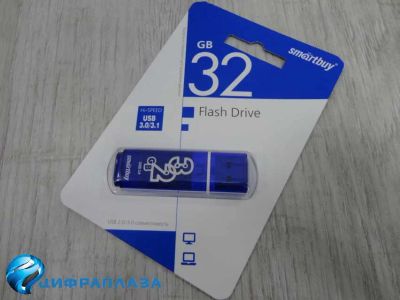 smartbuy
GB
32
Flash Drive
Hi-SPEED
USB
3.0/3.1
smartbuy
32
GB
USB 2.0/3.0 совместимость
ЦИФРАПЛАЗА